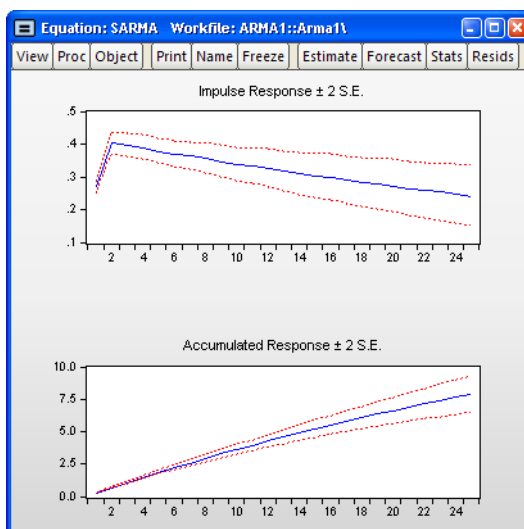 Equation: SARMA Workfile: ARMA1::Arma1\
View Proc Object Print Name Freeze Estimate Forecast Stats Resids
Impulse Response ± 2 S.E.
.5
.4
.3
.2
.1
2 4 6 8 10 12 14 16 18 20 22 24
Accumulated Response ± 2 S.E.
10.0
7.5
5.0
2.5
0.0
2 4 6 8 10 12 14 16 18 20 22 24